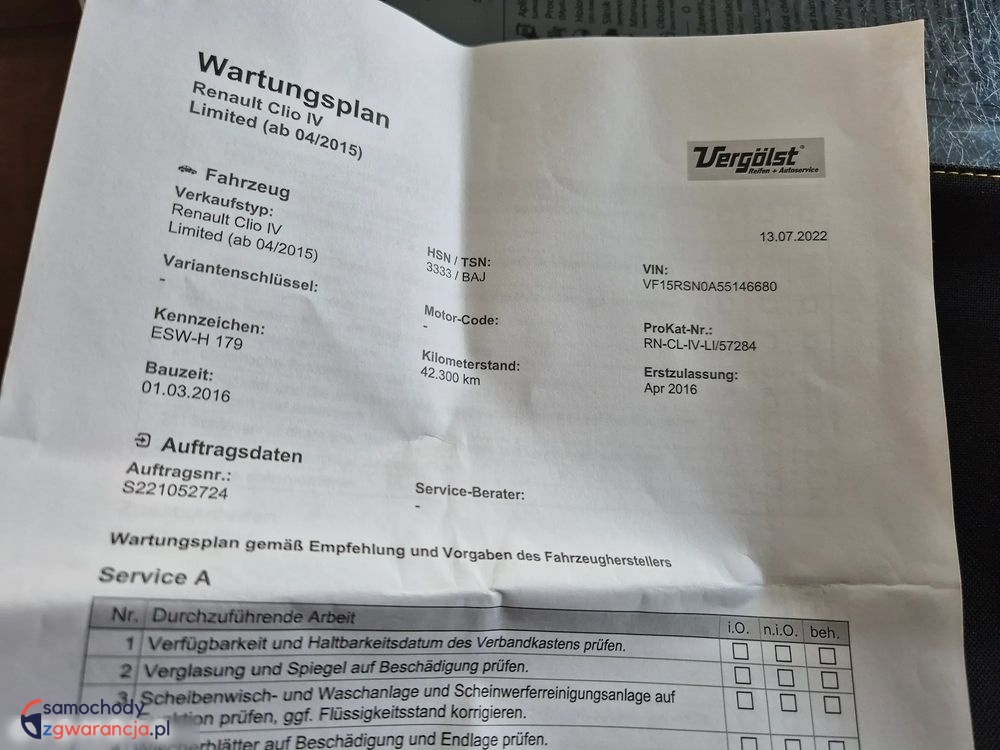 Wartungsplan
Renault Clio IV
Limited (ab 04/2015)
Vergölst
Reifen + Autoservice
13.07.2022
Fahrzeug
Verkaufstyp:
Renault Clio IV
Limited (ab 04/2015)
HSN / TSN:
3333 / BAJ
VIN:
VF15RSN0A55146680
Variantenschlüssel:
-
Motor-Code:
-
ProKat-Nr.:
RN-CL-IV-LI/57284
Kennzeichen:
ESW-H 179
Kilometerstand:
42.300 km
Erstzulassung:
Apr 2016
Bauzeit:
01.03.2016
Auftragsdaten
Auftragsnr.:
S221052724
Service-Berater:
-
Wartungsplan gemäß Empfehlung und Vorgaben des Fahrzeugherstellers
Service A
Nr. Durchzuführende Arbeit i.O. n.i.O. beh.
1 Verfügbarkeit und Haltbarkeitsdatum des Verbandkastens prüfen.
2 Verglasung und Spiegel auf Beschädigung prüfen.
3 Scheibenwisch- und Waschanlage und Scheinwerferreinigungsanlage auf
prüfen, ggf. Flüssigkeitsstand korrigieren.
auf Beschädigung und Endlage prüfen.
samochody
zgwarancja.pl